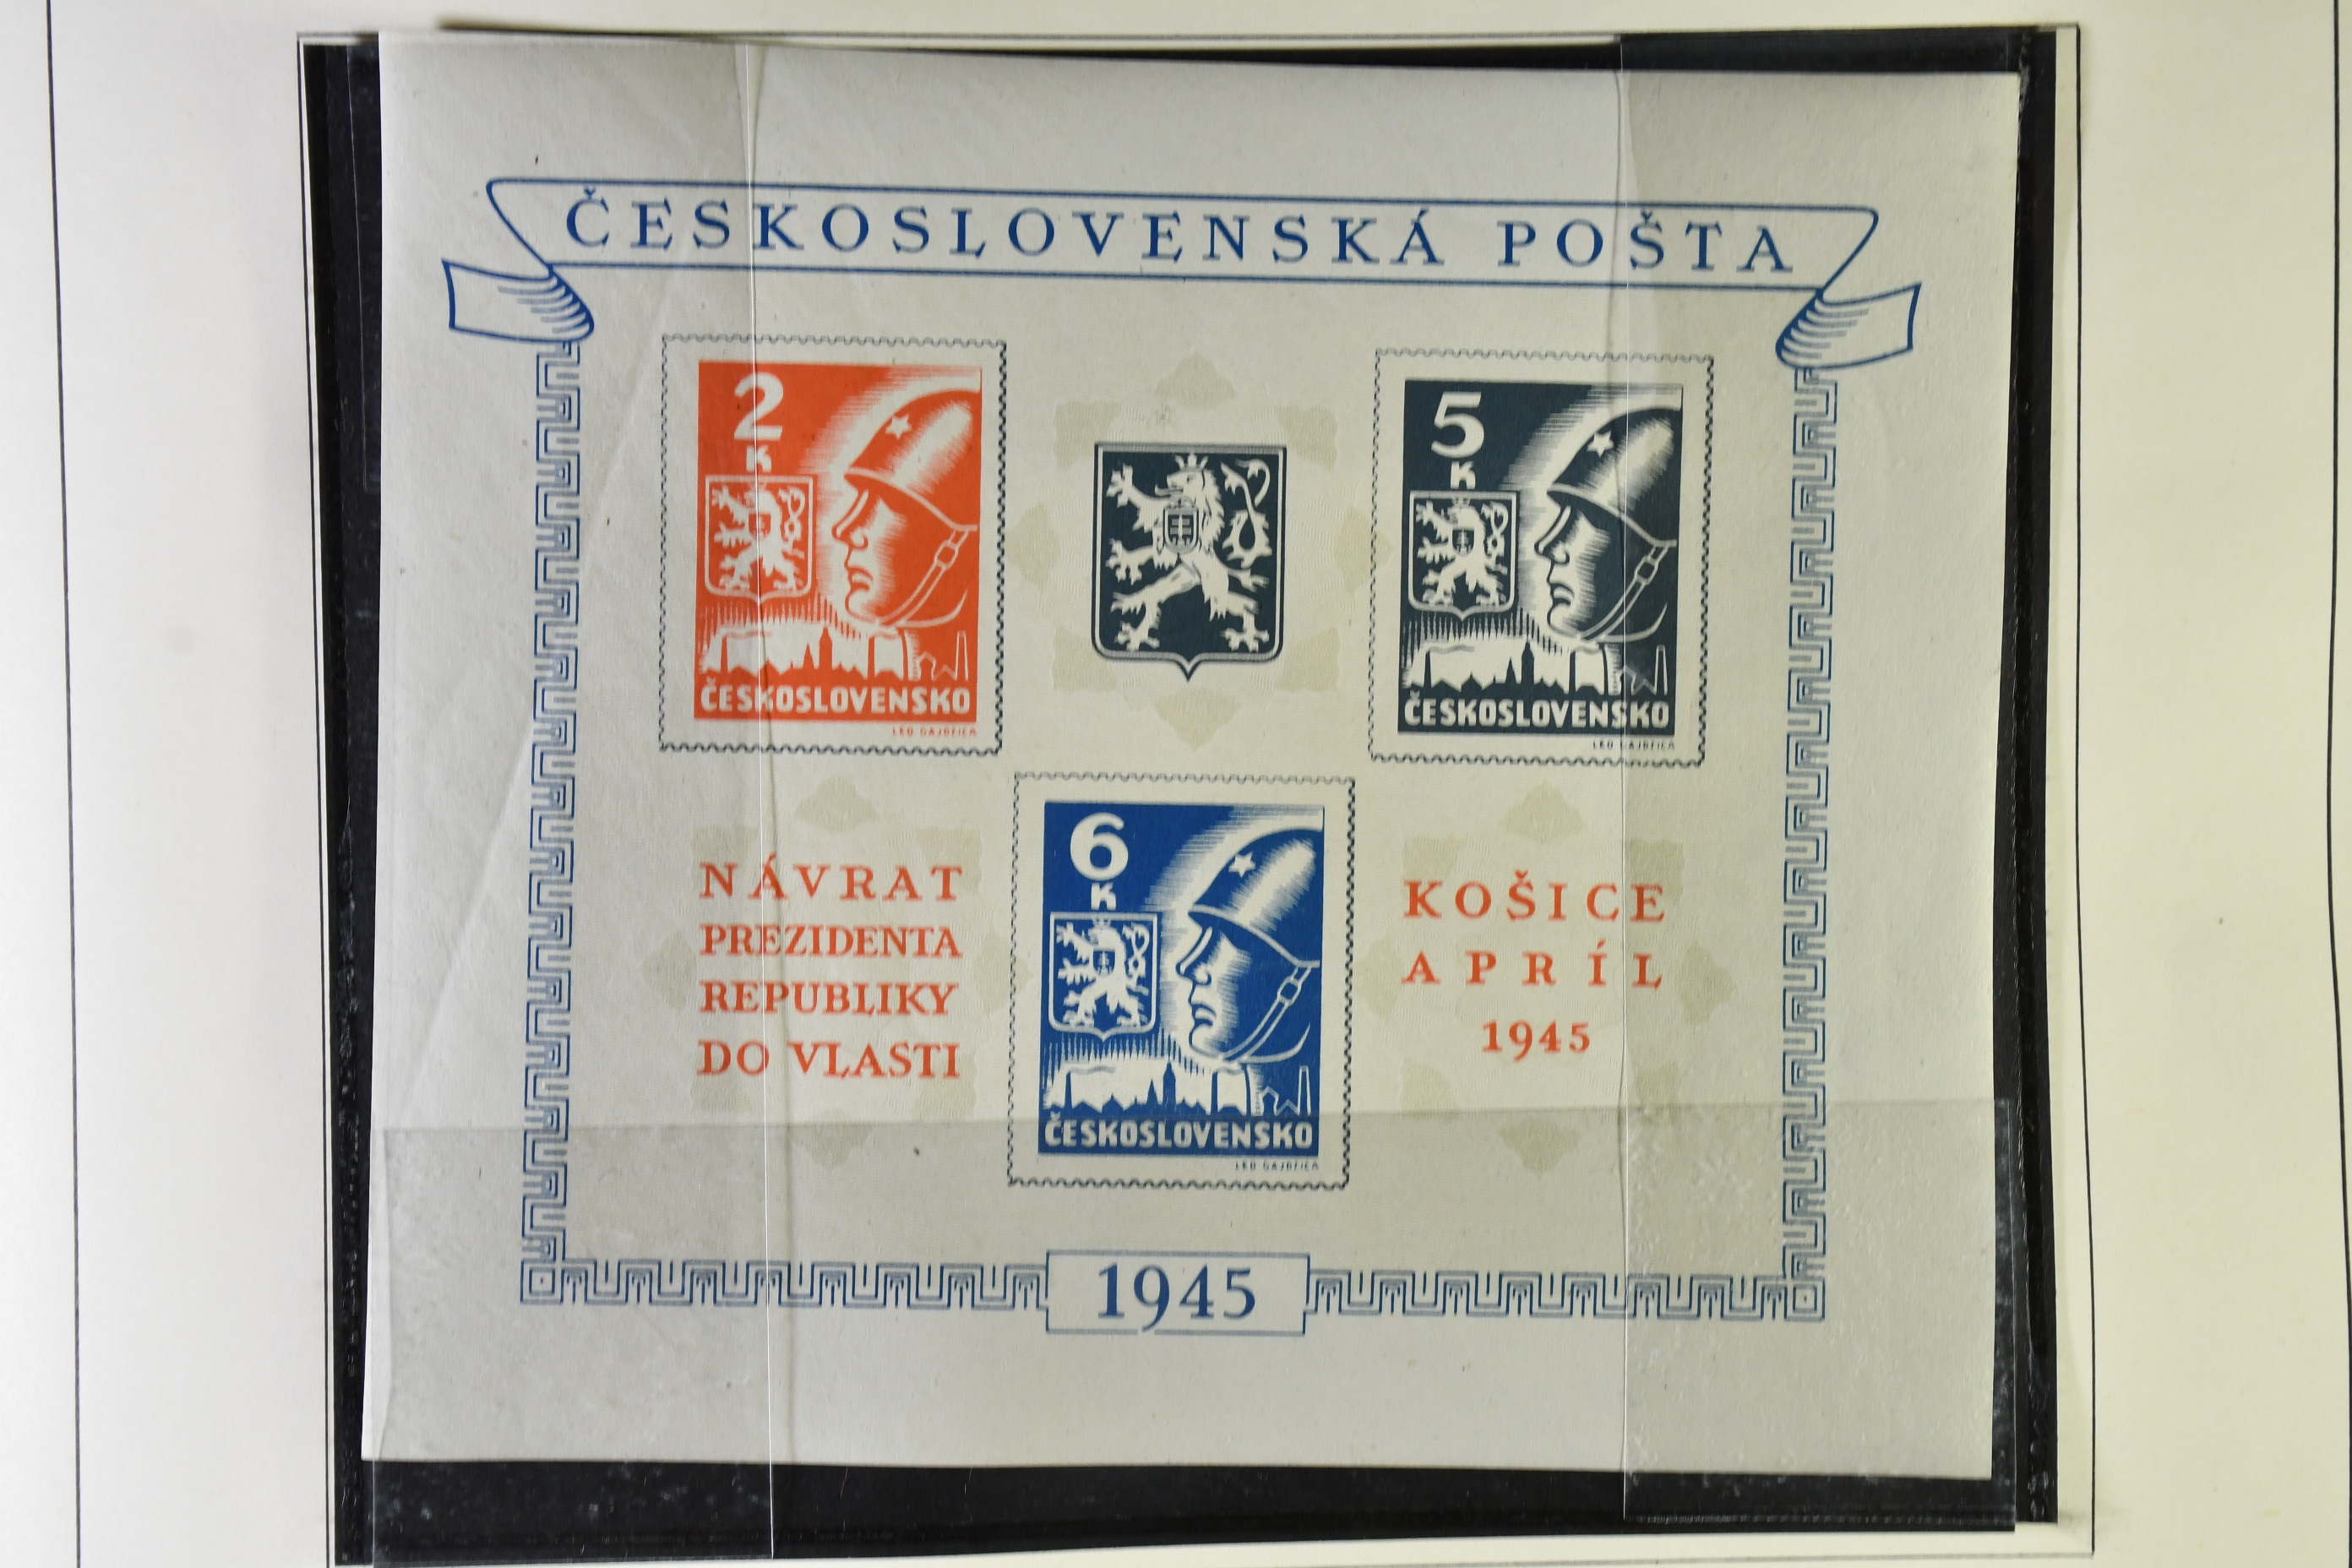 ČESKOSLOVENSKÁ POŠTA
2
K
ČESKOSLOVENSKO
5
K
ČESKOSLOVENSKO
NÁVRAT
PREZIDENTA
REPUBLIKY
DO VLASTI
6
K
ČESKOSLOVENSKO
KOŠICE
APRÍL
1945
1945